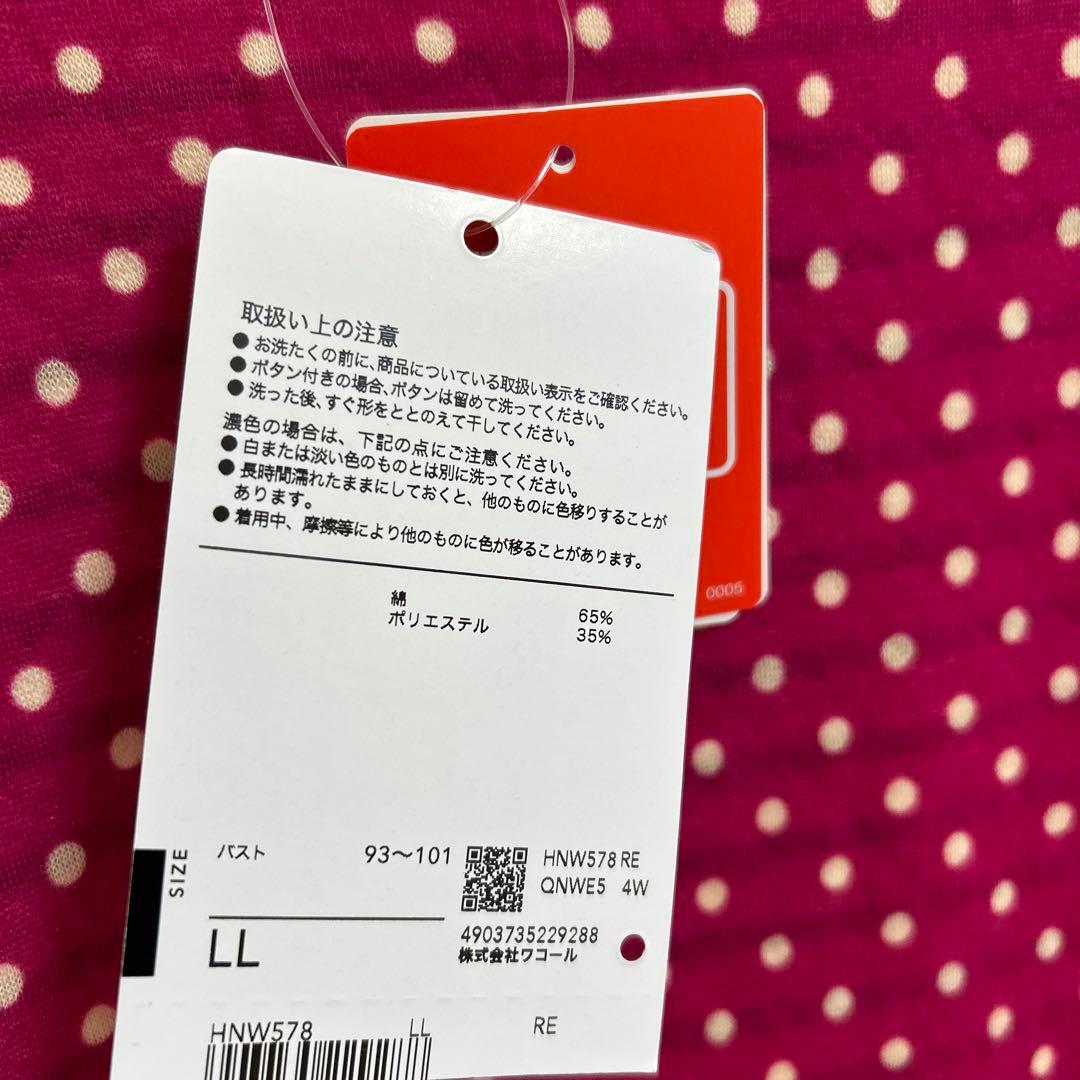 取扱い上の注意
●お洗たくの前に、商品についている取扱い表示をご確認ください。
●ボタン付きの場合、ボタンは留めて洗ってください。
●洗った後、すぐ形をととのえて干してください。
濃色の場合は、下記の点にご注意ください。
●白または淡い色のものとは別に洗ってください。
●長時間濡れたままにしておくと、他のものに色移りすることが
あります。
●着用中、摩擦等により他のものに色が移ることがあります。
0005
綿 65%
ポリエステル 35%
SIZE
バスト 93〜101
LL
HNW578 RE
QNWE5 4W
4903735229288
株式会社ワコール
HNW578 LL RE